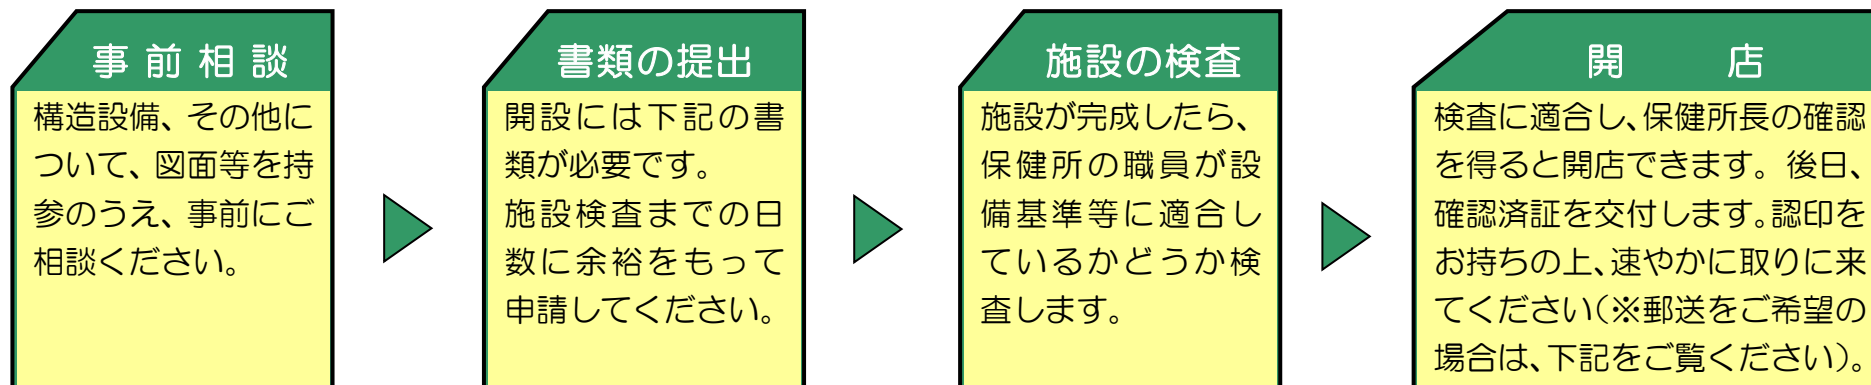 事前相談
構造設備、その他に
ついて、図面等を持
参のうえ、事前にご
相談ください。
書類の提出
開設には下記の書
類が必要です。
施設検査までの日
数に余裕をもって
申請してください。
施設の検査
施設が完成したら、
保健所の職員が設
備基準等に適合し
ているかどうか検
査します。
開店
検査に適合し、保健所長の確認
を得ると開店できます。後日、
確認済証を交付します。認印を
お持ちの上、速やかに取りに来
てください(※郵送をご希望の
場合は、下記をご覧ください)。